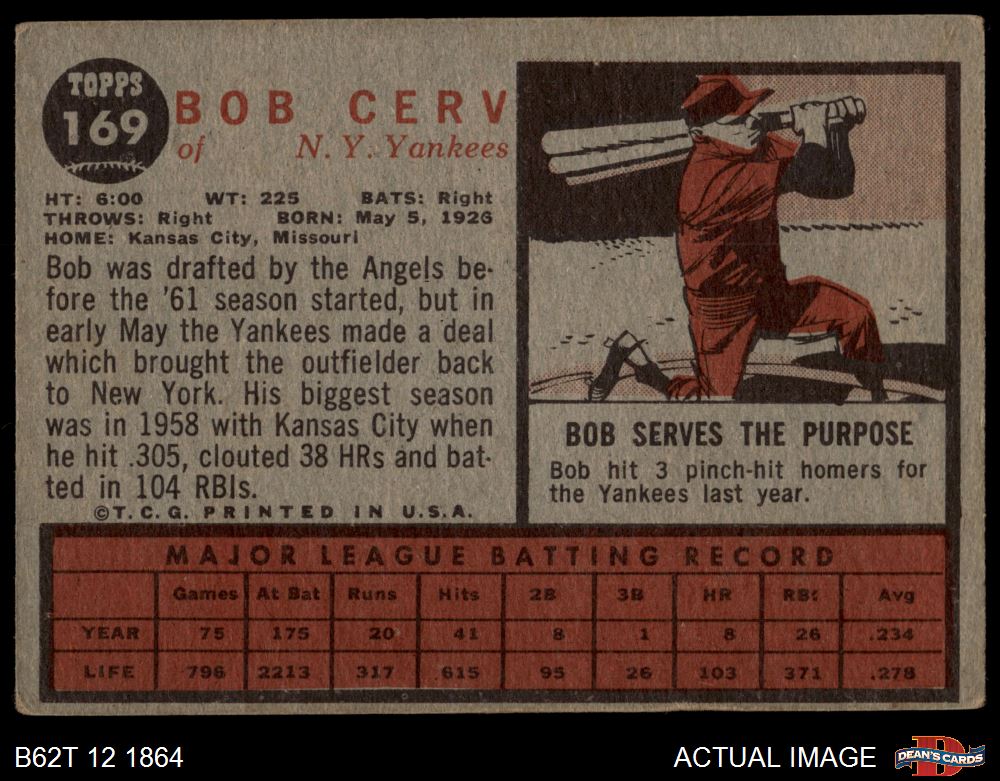 TOPPS
169
BOB CERV
of N. Y. Yankees
HT: 6:00 WT: 225 BATS: Right
THROWS: Right BORN: May 5, 1926
HOME: Kansas City, Missouri
Bob was drafted by the Angels be-
fore the '61 season started, but in
early May the Yankees made a deal
which brought the outfielder back
to New York. His biggest season
was in 1958 with Kansas City when
he hit .305, clouted 38 HRs and bat-
ted in 104 RBIs.
©T.C.G. PRINTED IN U.S.A.
BOB SERVES THE PURPOSE
Bob hit 3 pinch-hit homers for
the Yankees last year.
MAJOR LEAGUE BATTING RECORD
Games At Bat Runs Hits 2B 3B HR RBI Avg
YEAR 75 175 20 41 8 1 8 26 .234
LIFE 796 2213 317 615 95 26 103 371 .278
B62T 12 1864
ACTUAL IMAGE
D
DEAN'S CARDS